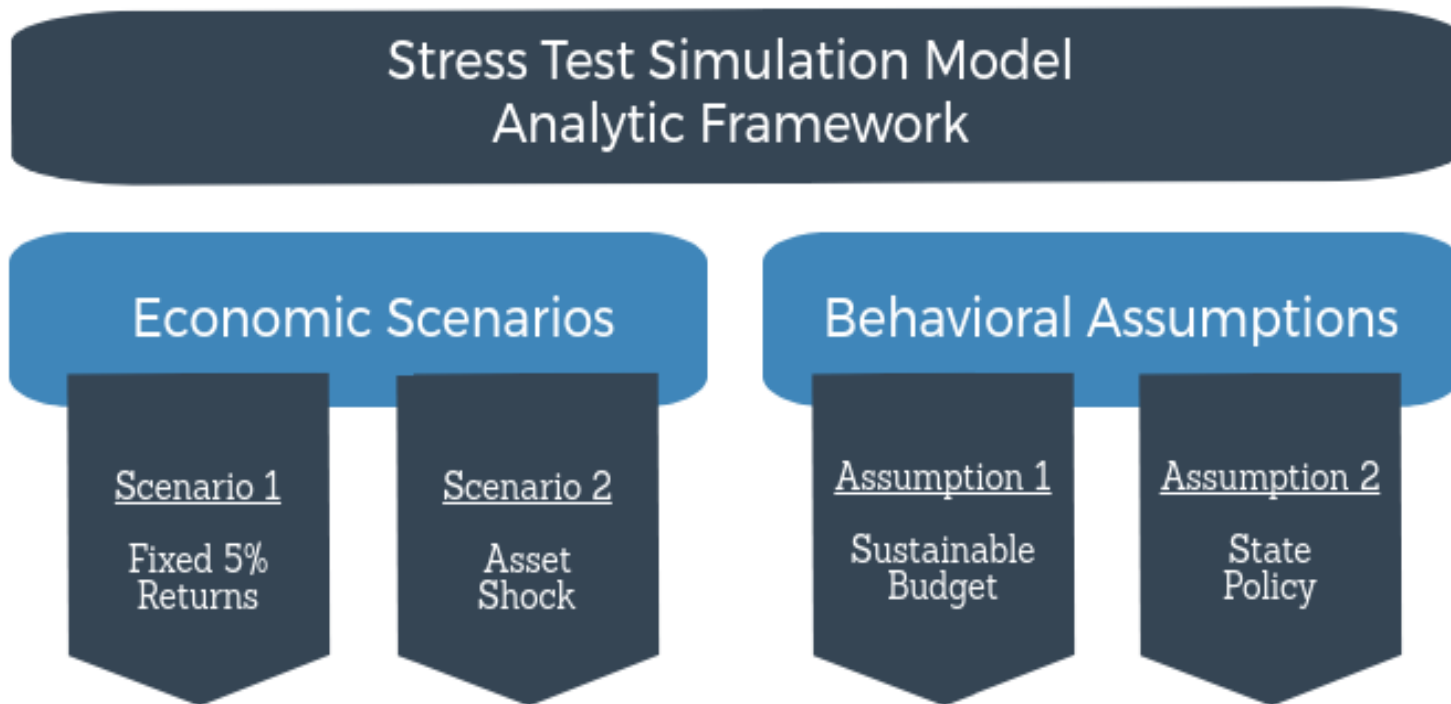 Stress Test Simulation Model
Analytic Framework
Economic Scenarios
Behavioral Assumptions
Scenario 1
Fixed 5%
Returns
Scenario 2
Asset
Shock
Assumption 1
Sustainable
Budget
Assumption 2
State
Policy